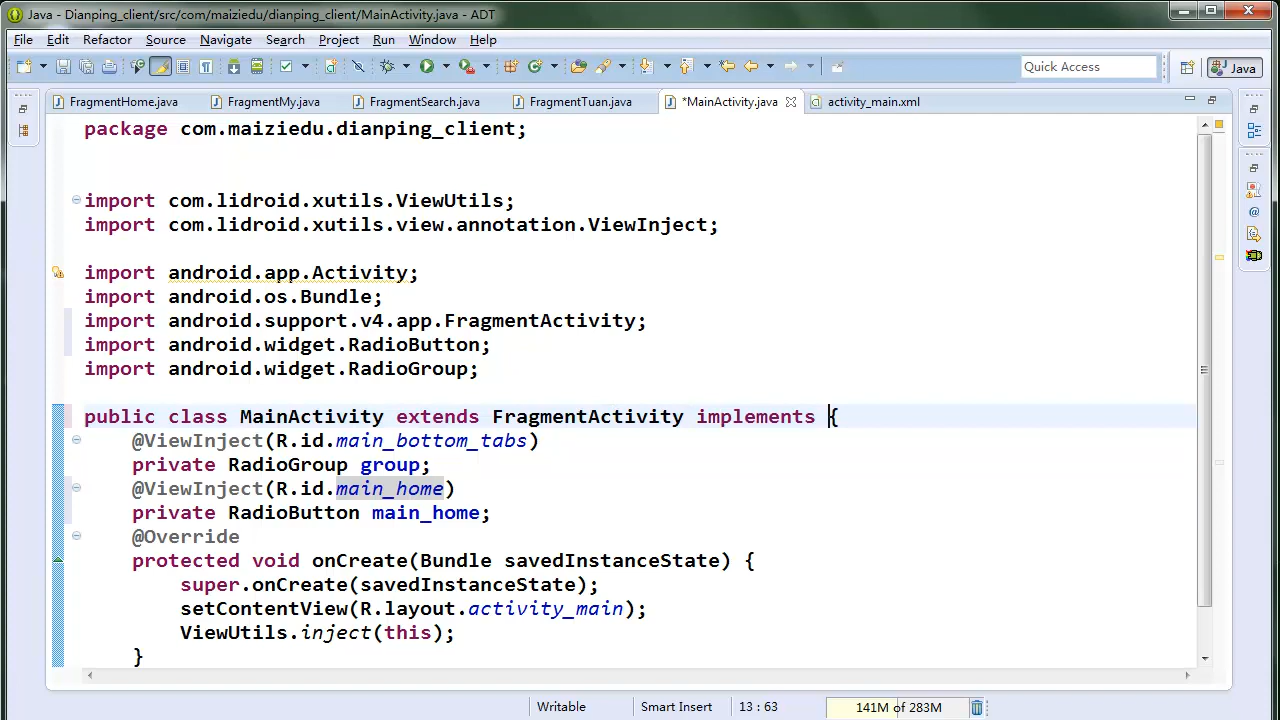 Java - Dianping_client/src/com/maiziedu/dianping_client/MainActivity.java - ADT
File Edit Refactor Source Navigate Search Project Run Window Help
Quick Access
Java
FragmentHome.java FragmentMy.java FragmentSearch.java FragmentTuan.java *MainActivity.java activity_main.xml
package com.maiziedu.dianping_client;
import com.lidroid.xutils.ViewUtils;
import com.lidroid.xutils.view.annotation.ViewInject;
import android.app.Activity;
import android.os.Bundle;
import android.support.v4.app.FragmentActivity;
import android.widget.RadioButton;
import android.widget.RadioGroup;
public class MainActivity extends FragmentActivity implements {
@ViewInject(R.id.main_bottom_tabs)
private RadioGroup group;
@ViewInject(R.id.main_home)
private RadioButton main_home;
@Override
protected void onCreate(Bundle savedInstanceState) {
super.onCreate(savedInstanceState);
setContentView(R.layout.activity_main);
ViewUtils.inject(this);
}
Writable Smart Insert 13 : 63 141M of 283M